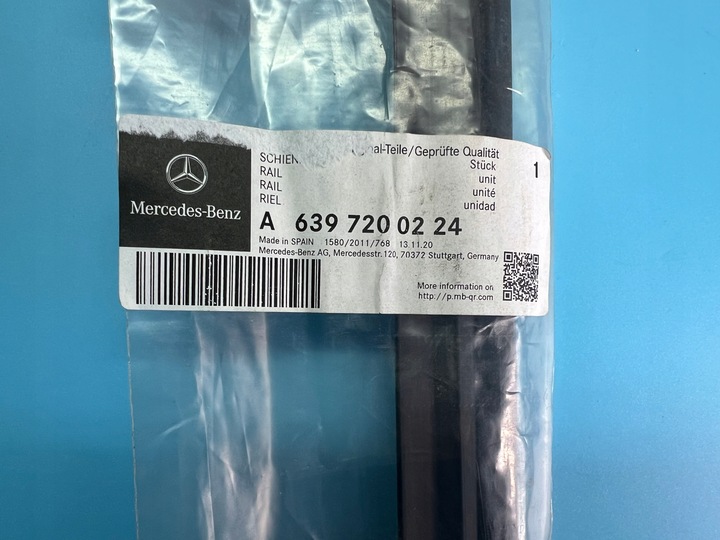 -Teile/Geprüfte Qualität
RAIL
RAIL
RIEL
Stück
unit
unité
unidad
1
Mercedes-Benz
A 639 720 02 24
Made in SPAIN 1580/2011/768 13.11.20
Mercedes-Benz AG, Mercedesstr. 120, 70372 Stuttgart, Germany
More information on
http://p.mb-qr.com